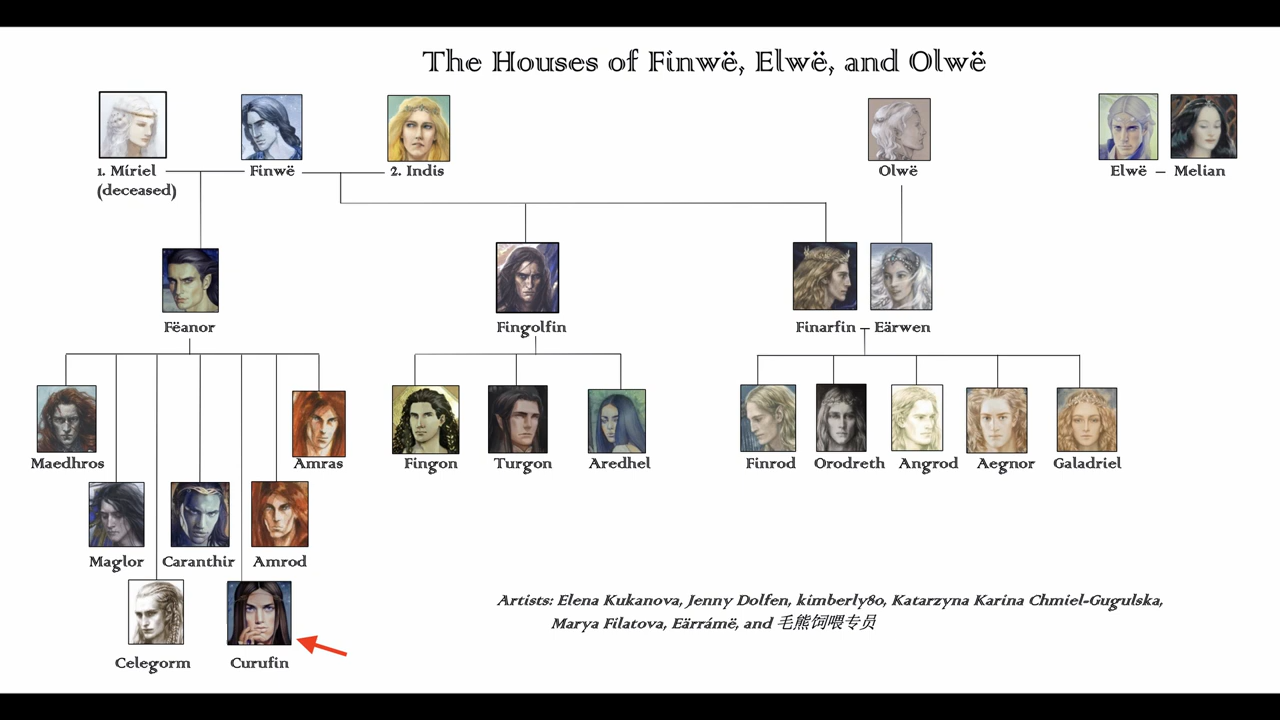 The Houses of Finwë, Elwë, and Olwë
1. Míriel
(deceased)
Finwë
2. Indis
Olwë
Elwë – Melian
Fëanor
Fingolfin
Finarfin – Eärwen
Maedhros
Amras
Fingon
Turgon
Aredhel
Finrod
Orodreth
Angrod
Aegnor
Galadriel
Maglor
Caranthir
Amrod
Celegorm
Curufin
Artists: Elena Kukanova, Jenny Dolfen, kimberly80, Katarzyna Karina Chmiel-Gugulska,
Marya Filatova, Eärrámë, and 毛熊饲喂专员